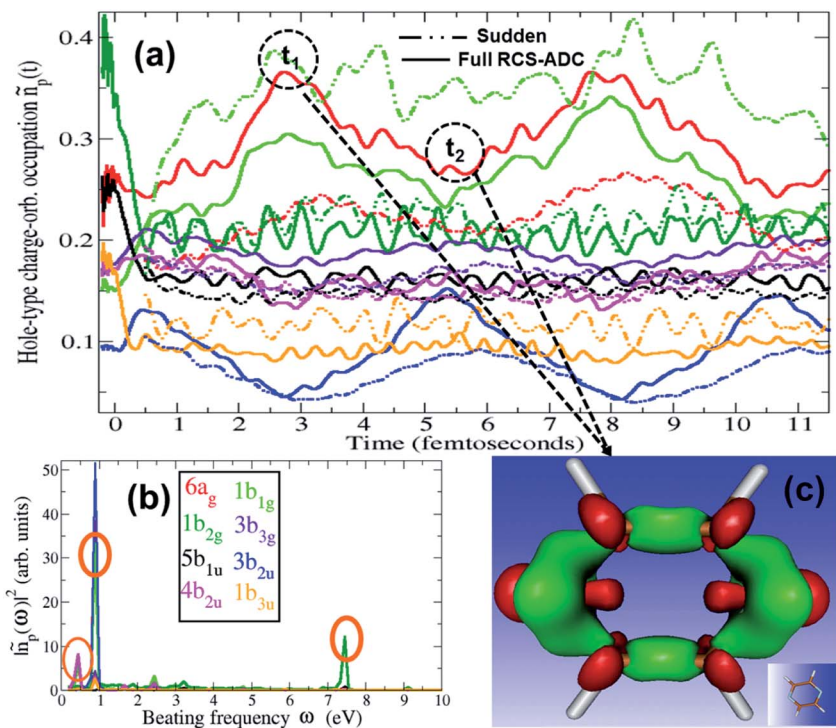 0.4
0.3
0.2
0.1
Hole-type charge-orb. occupation ñp(t)
(a)
t1
t2
Sudden
Full RCS-ADC
0 1 2 3 4 5 6 7 8 9 10 11
Time (femtoseconds)
(b)
50
40
30
20
10
0
|ñp(ω)|² (arb. units)
6ag 1b1g
1b2g 3b3g
5b1u 3b2u
4b2u 1b3u
0 1 2 3 4 5 6 7 8 9 10
Beating frequency ω (eV)
(c)